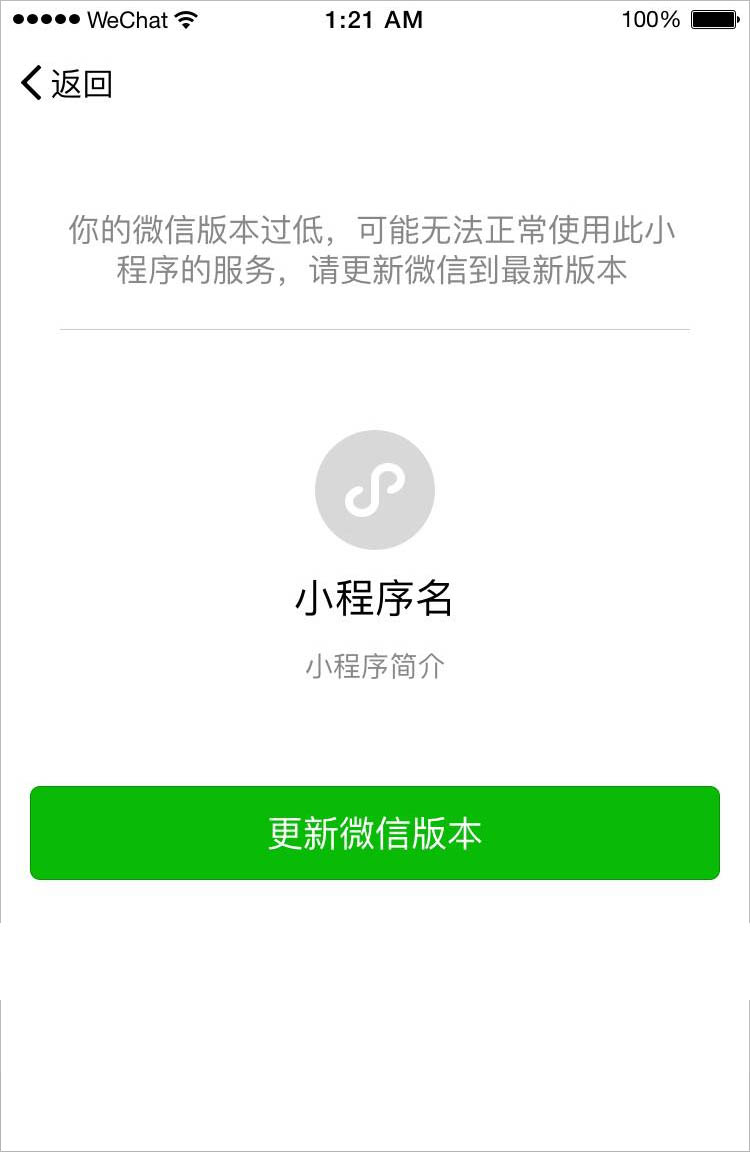 WeChat 1:21 AM 100%
返回
你的微信版本过低，可能无法正常使用此小
程序的服务，请更新微信到最新版本
小程序名
小程序简介
更新微信版本